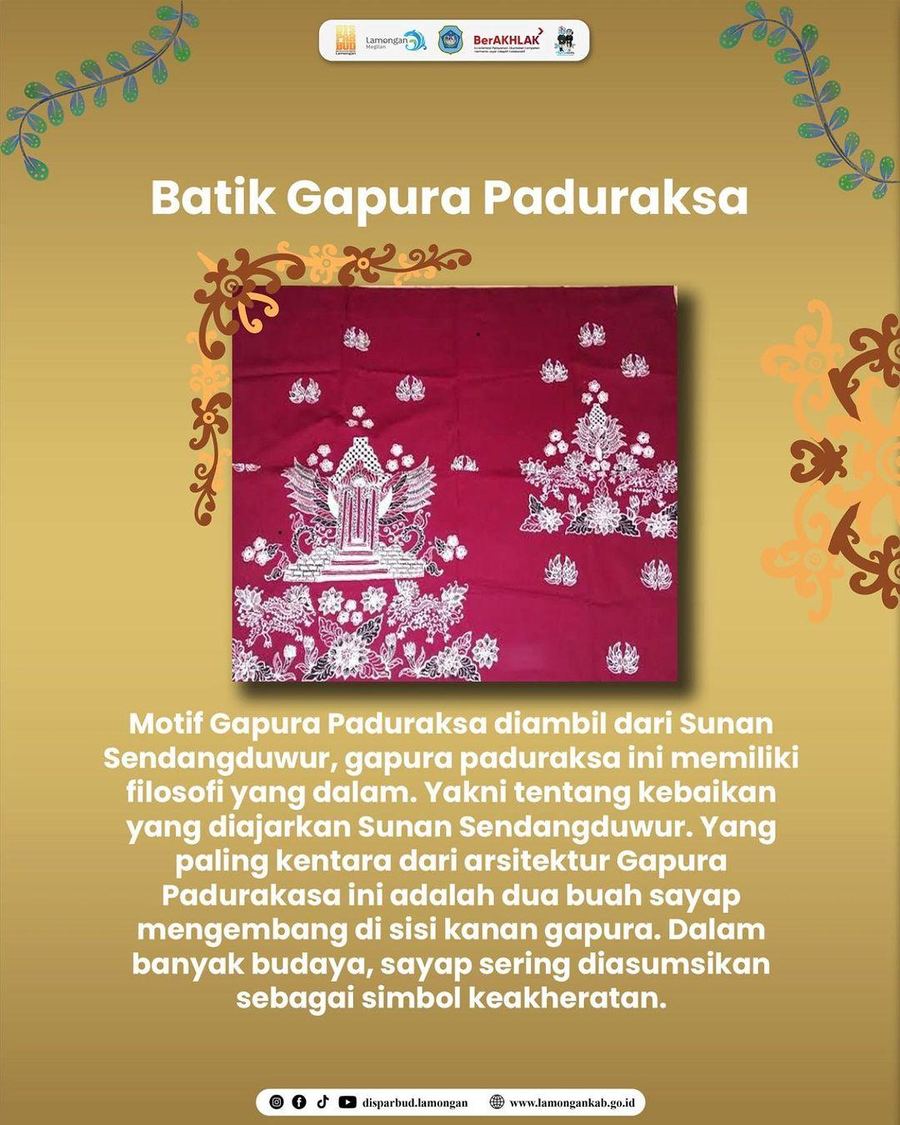 Lamongan
Megilan
BerAKHLAK
Batik Gapura Paduraksa
Motif Gapura Paduraksa diambil dari Sunan
Sendangduwur, gapura paduraksa ini memiliki
filosofi yang dalam. Yakni tentang kebaikan
yang diajarkan Sunan Sendangduwur. Yang
paling kentara dari arsitektur Gapura
Padurakasa ini adalah dua buah sayap
mengembang di sisi kanan gapura. Dalam
banyak budaya, sayap sering diasumsikan
sebagai simbol keakheratan.
disparbud.lamongan www.lamongankab.go.id